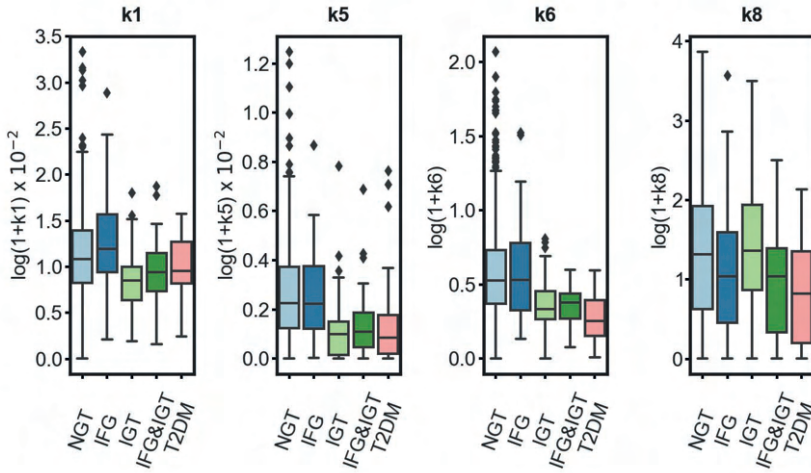 k1
k5
k6
k8
log(1+k1) x 10⁻²
3.5
3.0
2.5
2.0
1.5
1.0
0.5
0.0
log(1+k5) x 10⁻²
1.2
1.0
0.8
0.6
0.4
0.2
0.0
log(1+k6)
2.0
1.5
1.0
0.5
0.0
log(1+k8)
4
3
2
1
0
NGT
IFG
IGT
IFG&IGT
T2DM
NGT
IFG
IGT
IFG&IGT
T2DM
NGT
IFG
IGT
IFG&IGT
T2DM
NGT
IFG
IGT
IFG&IGT
T2DM